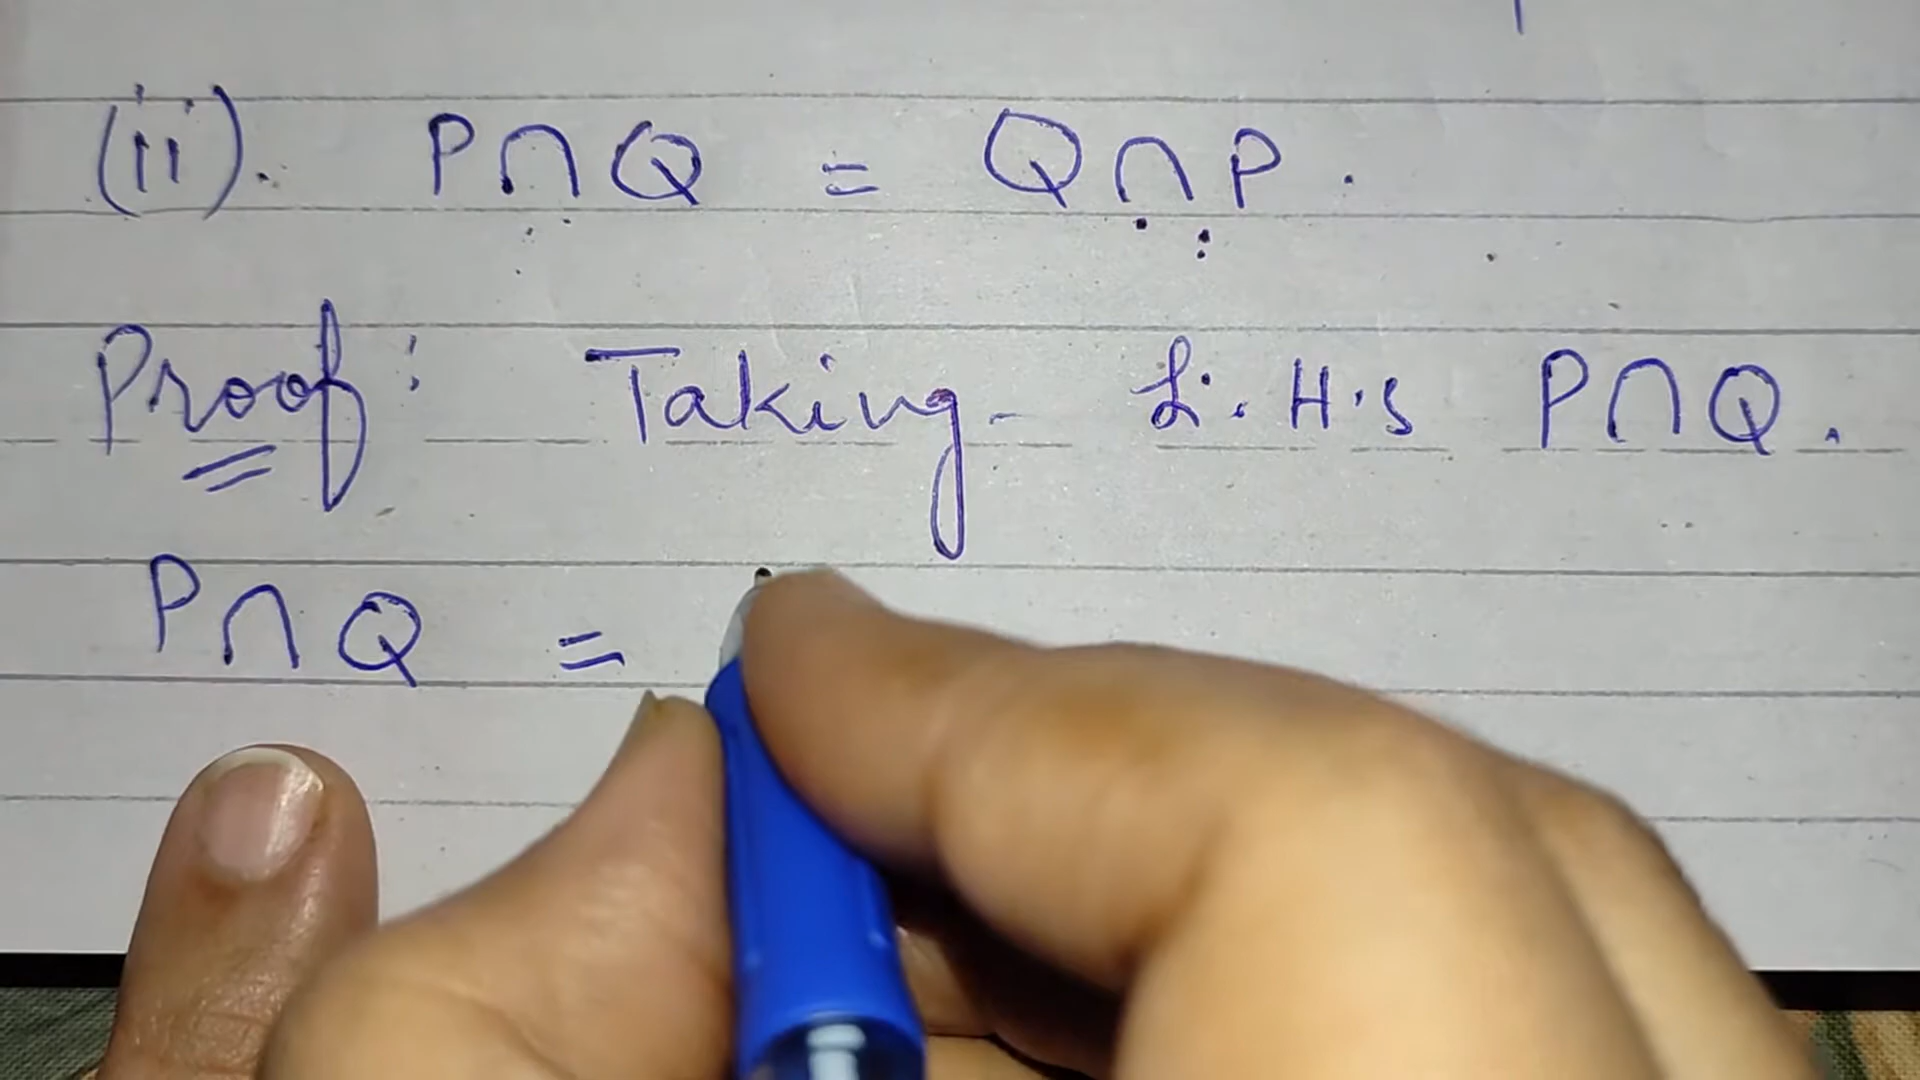 (ii). P∩Q = Q∩P.
Proof: Taking L.H.S P∩Q.
P∩Q =